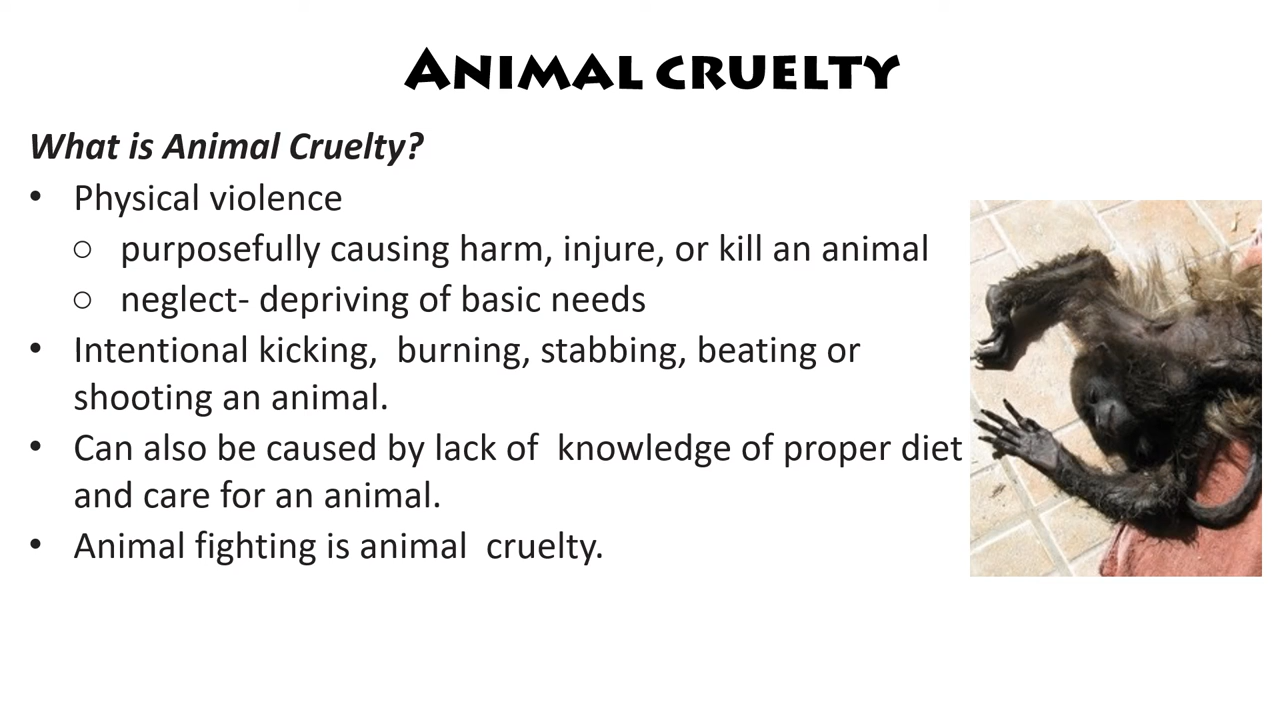 ANIMAL CRUELTY
What is Animal Cruelty?
• Physical violence
○ purposefully causing harm, injure, or kill an animal
○ neglect- depriving of basic needs
• Intentional kicking,  burning, stabbing, beating or
shooting an animal.
• Can also be caused by lack of  knowledge of proper diet
and care for an animal.
• Animal fighting is animal  cruelty.